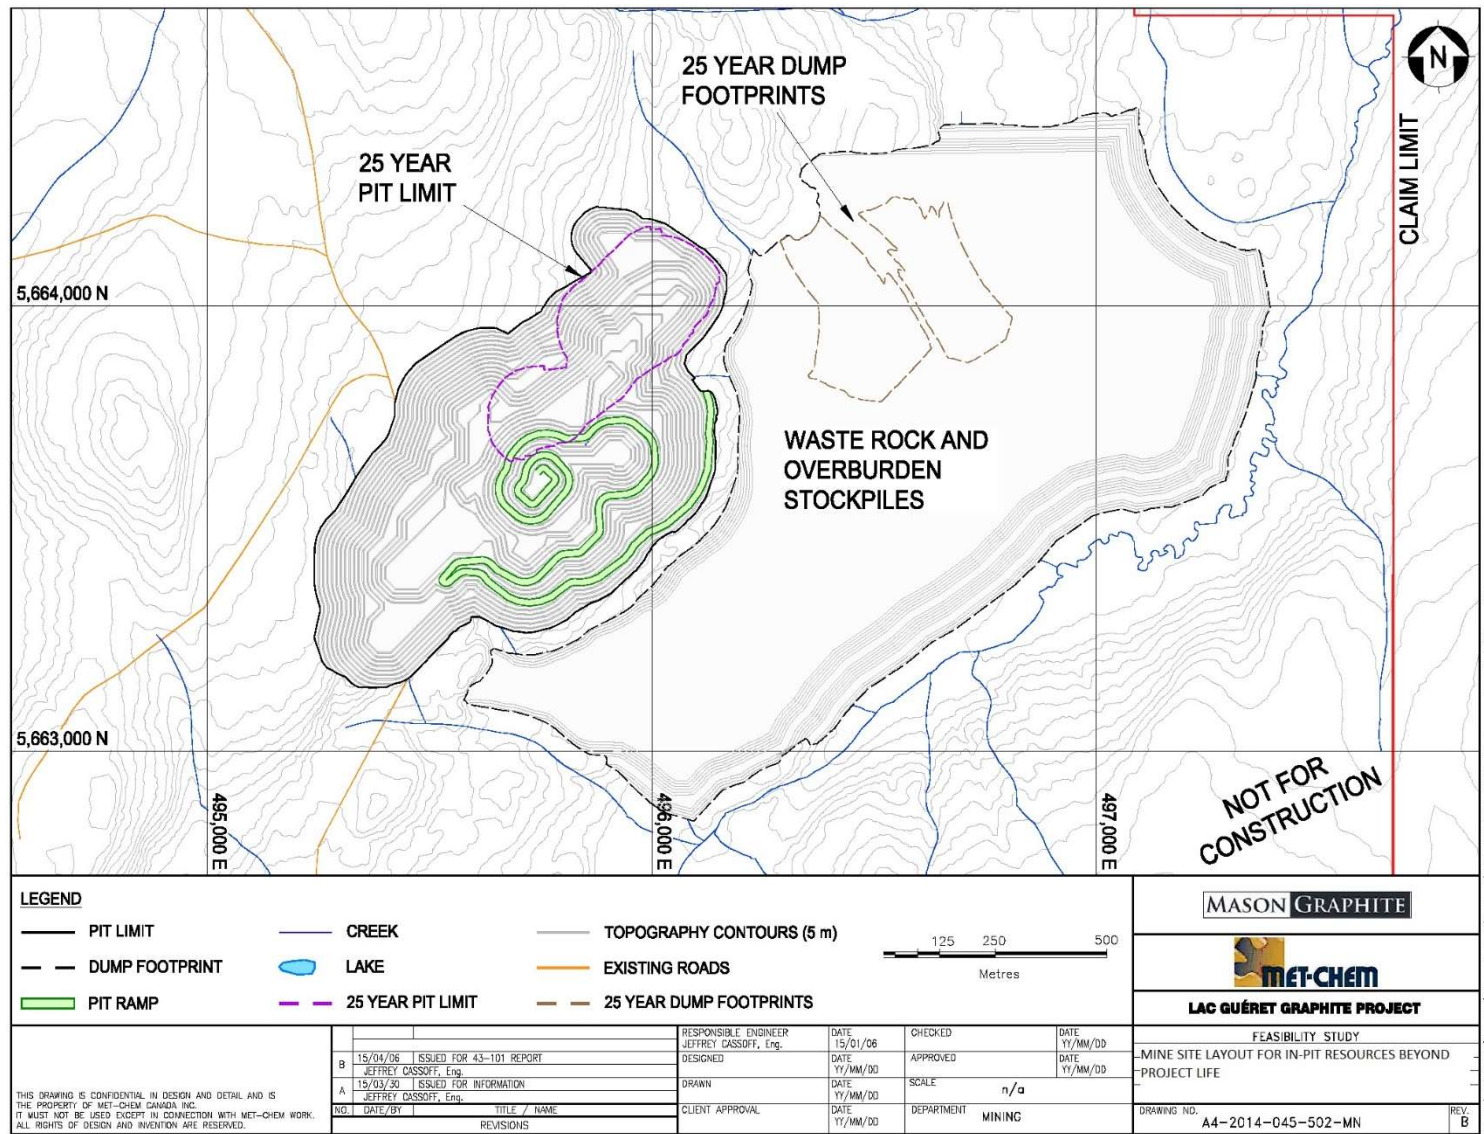 25 YEAR DUMP
FOOTPRINTS
N
25 YEAR
PIT LIMIT
CLAIM LIMIT
5,664,000 N
WASTE ROCK AND
OVERBURDEN
STOCKPILES
5,663,000 N
495,000 E
496,000 E
497,000 E
NOT FOR
CONSTRUCTION
LEGEND
PIT LIMIT
CREEK
TOPOGRAPHY CONTOURS (5 m)
DUMP FOOTPRINT
LAKE
EXISTING ROADS
PIT RAMP
25 YEAR PIT LIMIT
25 YEAR DUMP FOOTPRINTS
125 250 500
Metres
MASON GRAPHITE
MET-CHEM
LAC GUÉRET GRAPHITE PROJECT
FEASIBILITY STUDY
MINE SITE LAYOUT FOR IN-PIT RESOURCES BEYOND
PROJECT LIFE
DRAWING NO.
A4-2014-045-502-MN
REV.
B
THIS DRAWING IS CONFIDENTIAL IN DESIGN AND DETAIL AND IS
THE PROPERTY OF MET-CHEM CANADA INC.
IT MUST NOT BE USED EXCEPT IN CONNECTION WITH MET-CHEM WORK.
ALL RIGHTS OF DESIGN AND INVENTION ARE RESERVED.
B 15/04/06 ISSUED FOR 43-101 REPORT
JEFFREY CASSOFF, Eng.
A 15/03/30 ISSUED FOR INFORMATION
JEFFREY CASSOFF, Eng.
NO. DATE/BY TITLE / NAME
REVISIONS
RESPONSIBLE ENGINEER
JEFFREY CASSOFF, Eng.
DATE
15/01/06
CHECKED
DATE
YY/MM/DD
DESIGNED
DATE
YY/MM/DD
APPROVED
DATE
YY/MM/DD
DRAWN
DATE
YY/MM/DD
SCALE
n/a
CLIENT APPROVAL
DATE
YY/MM/DD
DEPARTMENT
MINING